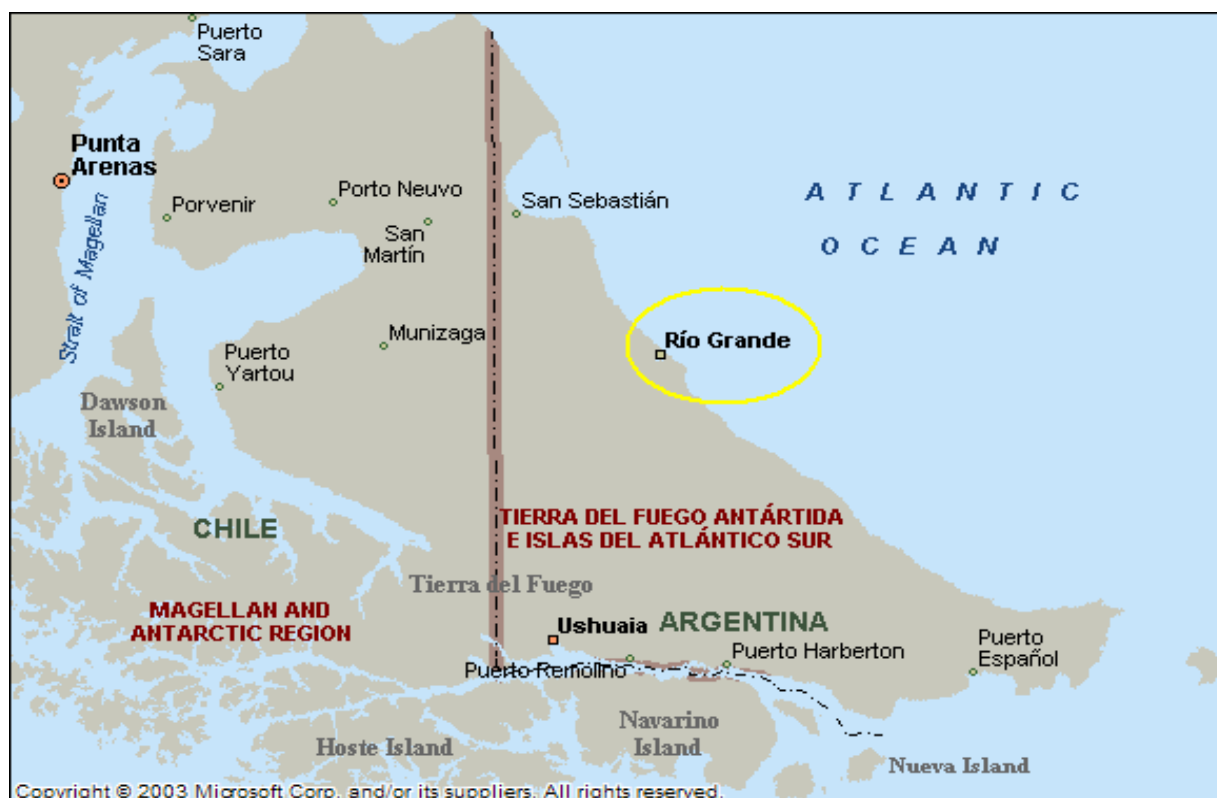 Puerto
Sara
Punta
Arenas
Porvenir
Porto Neuvo
San
Martín
San Sebastián
ATLANTIC
OCEAN
Strait of Magellan
Río Grande
Munizaga
Puerto
Yartou
Dawson
Island
CHILE
TIERRA DEL FUEGO ANTÁRTIDA
E ISLAS DEL ATLÁNTICO SUR
Tierra del Fuego
MAGELLAN AND
ANTARCTIC REGION
Ushuaia
ARGENTINA
Puerto Remolino
Puerto Harberton
Puerto
Español
Navarino
Island
Hoste Island
Nueva Island
Copyright © 2003 Microsoft Corp. and/or its suppliers. All rights reserved.